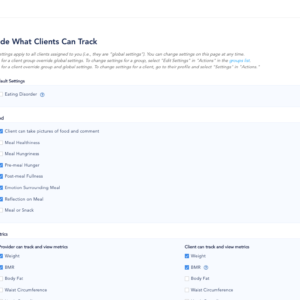 de What Clients Can Track
ettings apply to all clients assigned to you (i.e., are "global settings"). You can change settings on this page at any time.
for a client group override global settings. To change settings for a group, select "Edit Settings" in "Actions" in the groups list.
for a client override group and global settings. To change settings for a client, go to their profile and select "Settings" in "Actions."
ault Settings
Eating Disorder
od
Client can take pictures of food and comment
Meal Healthiness
Meal Hungriness
Pre-meal Hunger
Post-meal Fullness
Emotion Surrounding Meal
Reflection on Meal
Meal or Snack
trics
Provider can track and view metrics
Client can track and view metrics
Weight
Weight
BMR
BMR
Body Fat
Body Fat
Waist Circumference
Waist Circumference